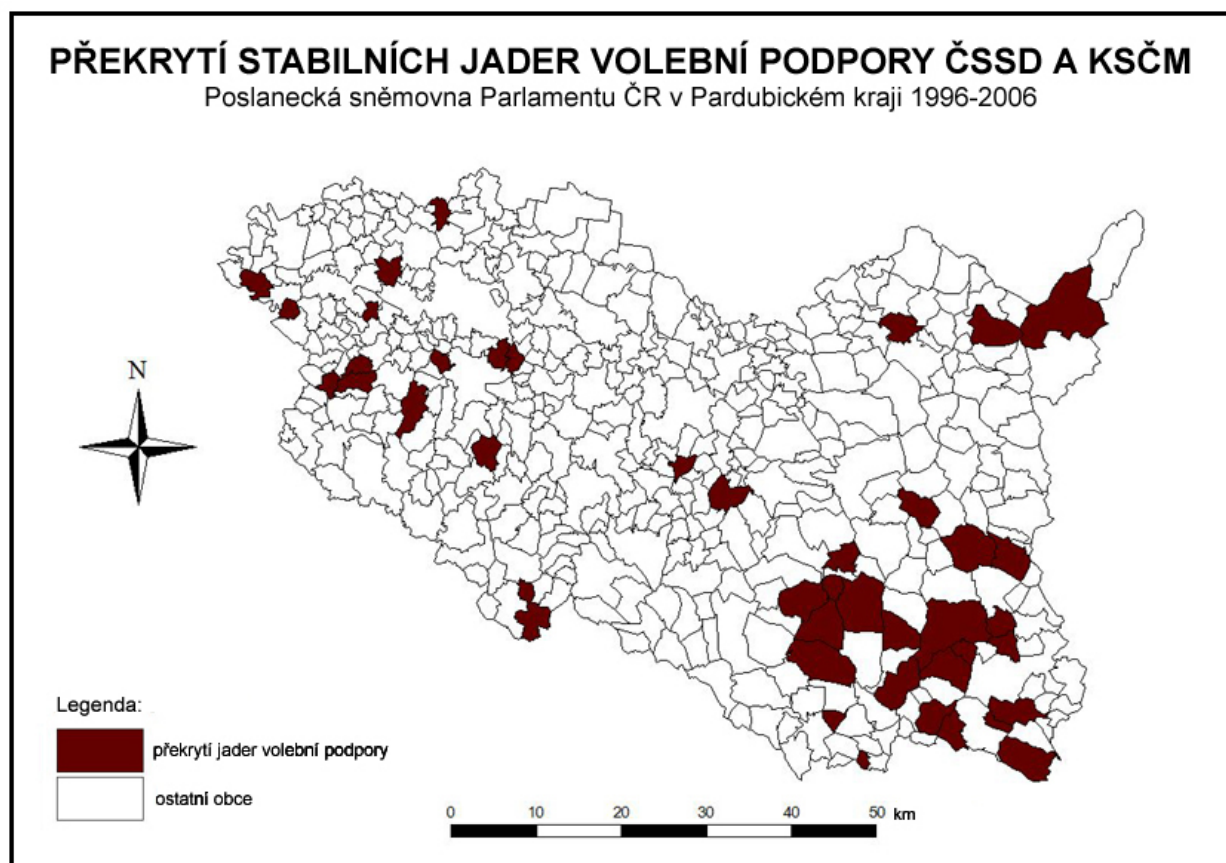 PŘEKRYTÍ STABILNÍCH JADER VOLEBNÍ PODPORY ČSSD A KSČM
Poslanecká sněmovna Parlamentu ČR v Pardubickém kraji 1996-2006
N
Legenda:
překrytí jader volební podpory
ostatní obce
0 10 20 30 40 50 km